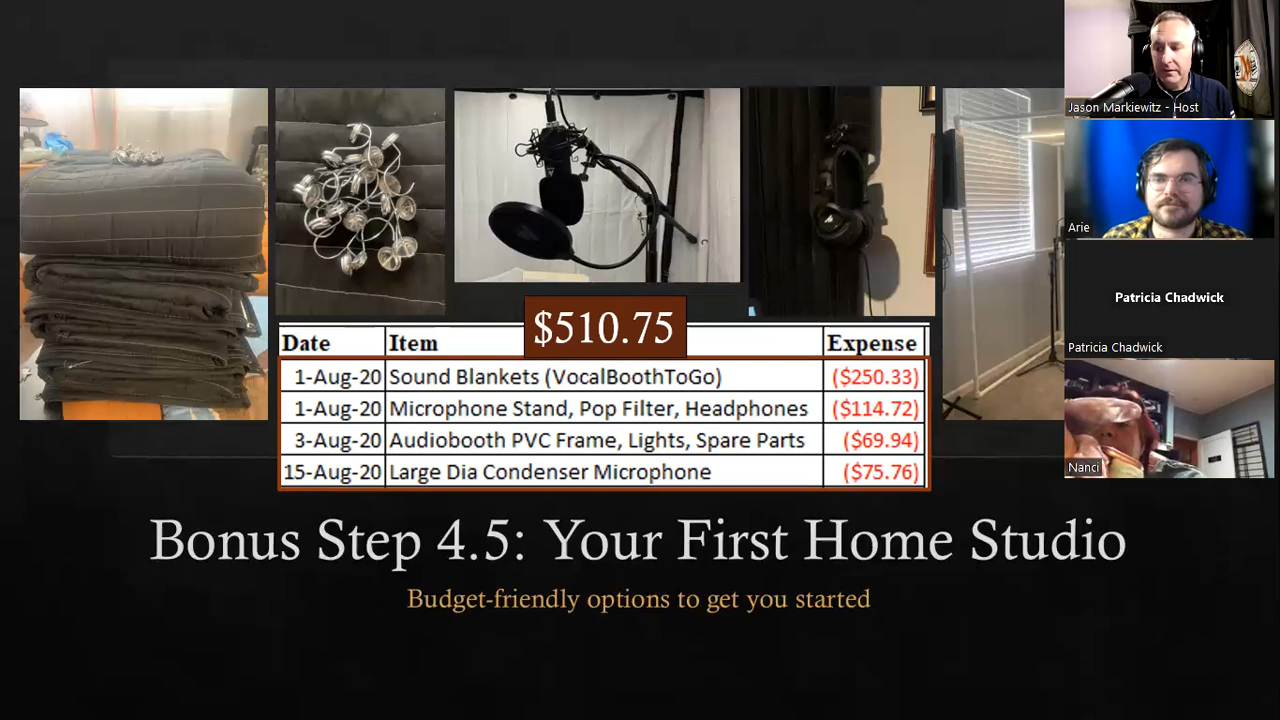 $510.75
Date Item Expense
1-Aug-20 Sound Blankets (VocalBoothToGo) ($250.33)
1-Aug-20 Microphone Stand, Pop Filter, Headphones ($114.72)
3-Aug-20 Audiobooth PVC Frame, Lights, Spare Parts ($69.94)
15-Aug-20 Large Dia Condenser Microphone ($75.76)
Bonus Step 4.5: Your First Home Studio
Budget-friendly options to get you started
Jason Markiewitz - Host
Arie
Patricia Chadwick
Patricia Chadwick
Nanci